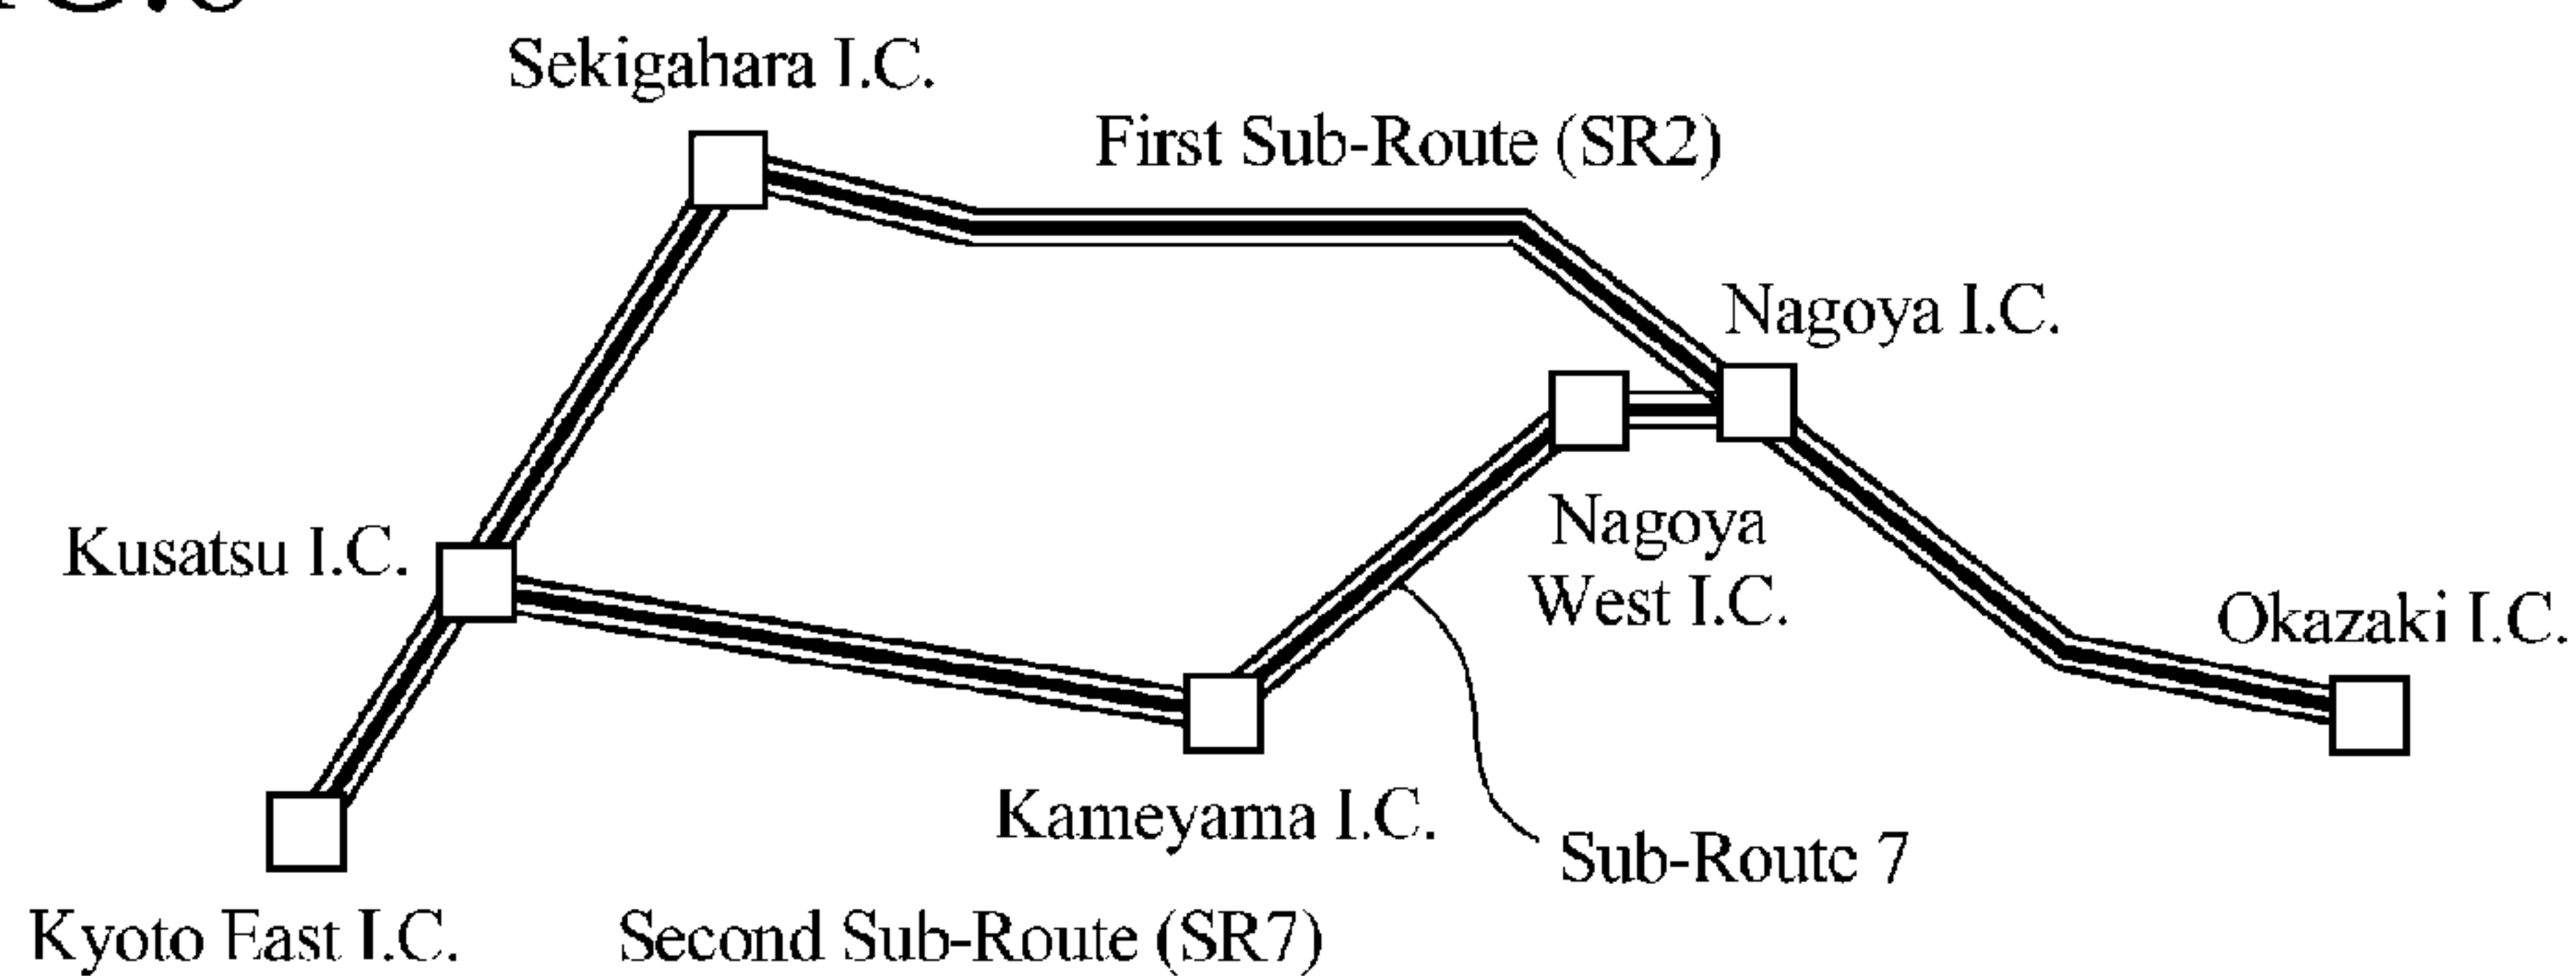 Sekigahara I.C.
First Sub-Route (SR2)
Nagoya I.C.
Nagoya
West I.C.
Kusatsu I.C.
Okazaki I.C.
Kameyama I.C.
Sub-Route 7
Kyoto East I.C.
Second Sub-Route (SR7)